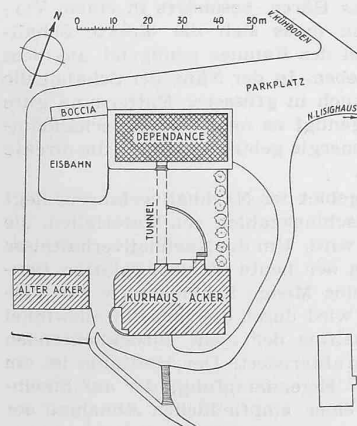 N
0 10 20 30 40 50m
V. KÜHBODEN
PARKPLATZ
N. LISIGHAUS
BOCCIA
DEPENDANCE
EISBAHN
TUNNEL
ALTER ACKER
KURHAUS ACKER